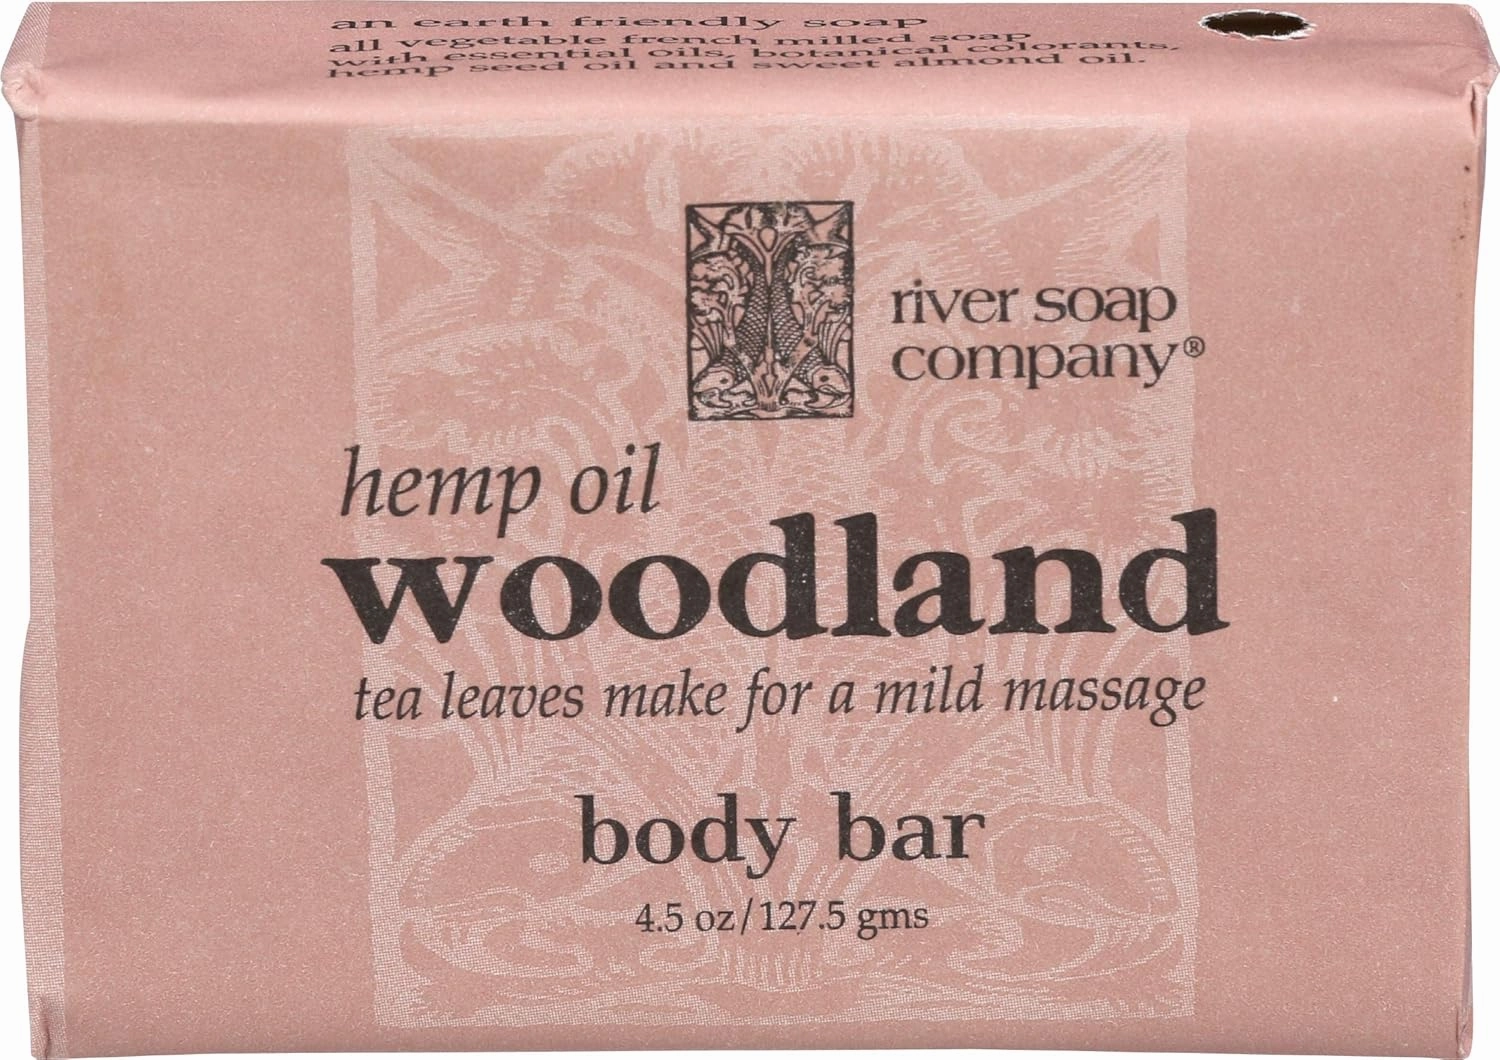 an earth friendly soap
all vegetable french milled soap
with essential oils, botanical colorants,
hemp seed oil and sweet almond oil.
river soap
company®
hemp oil
woodland
tea leaves make for a mild massage
body bar
4.5 oz/127.5 gms